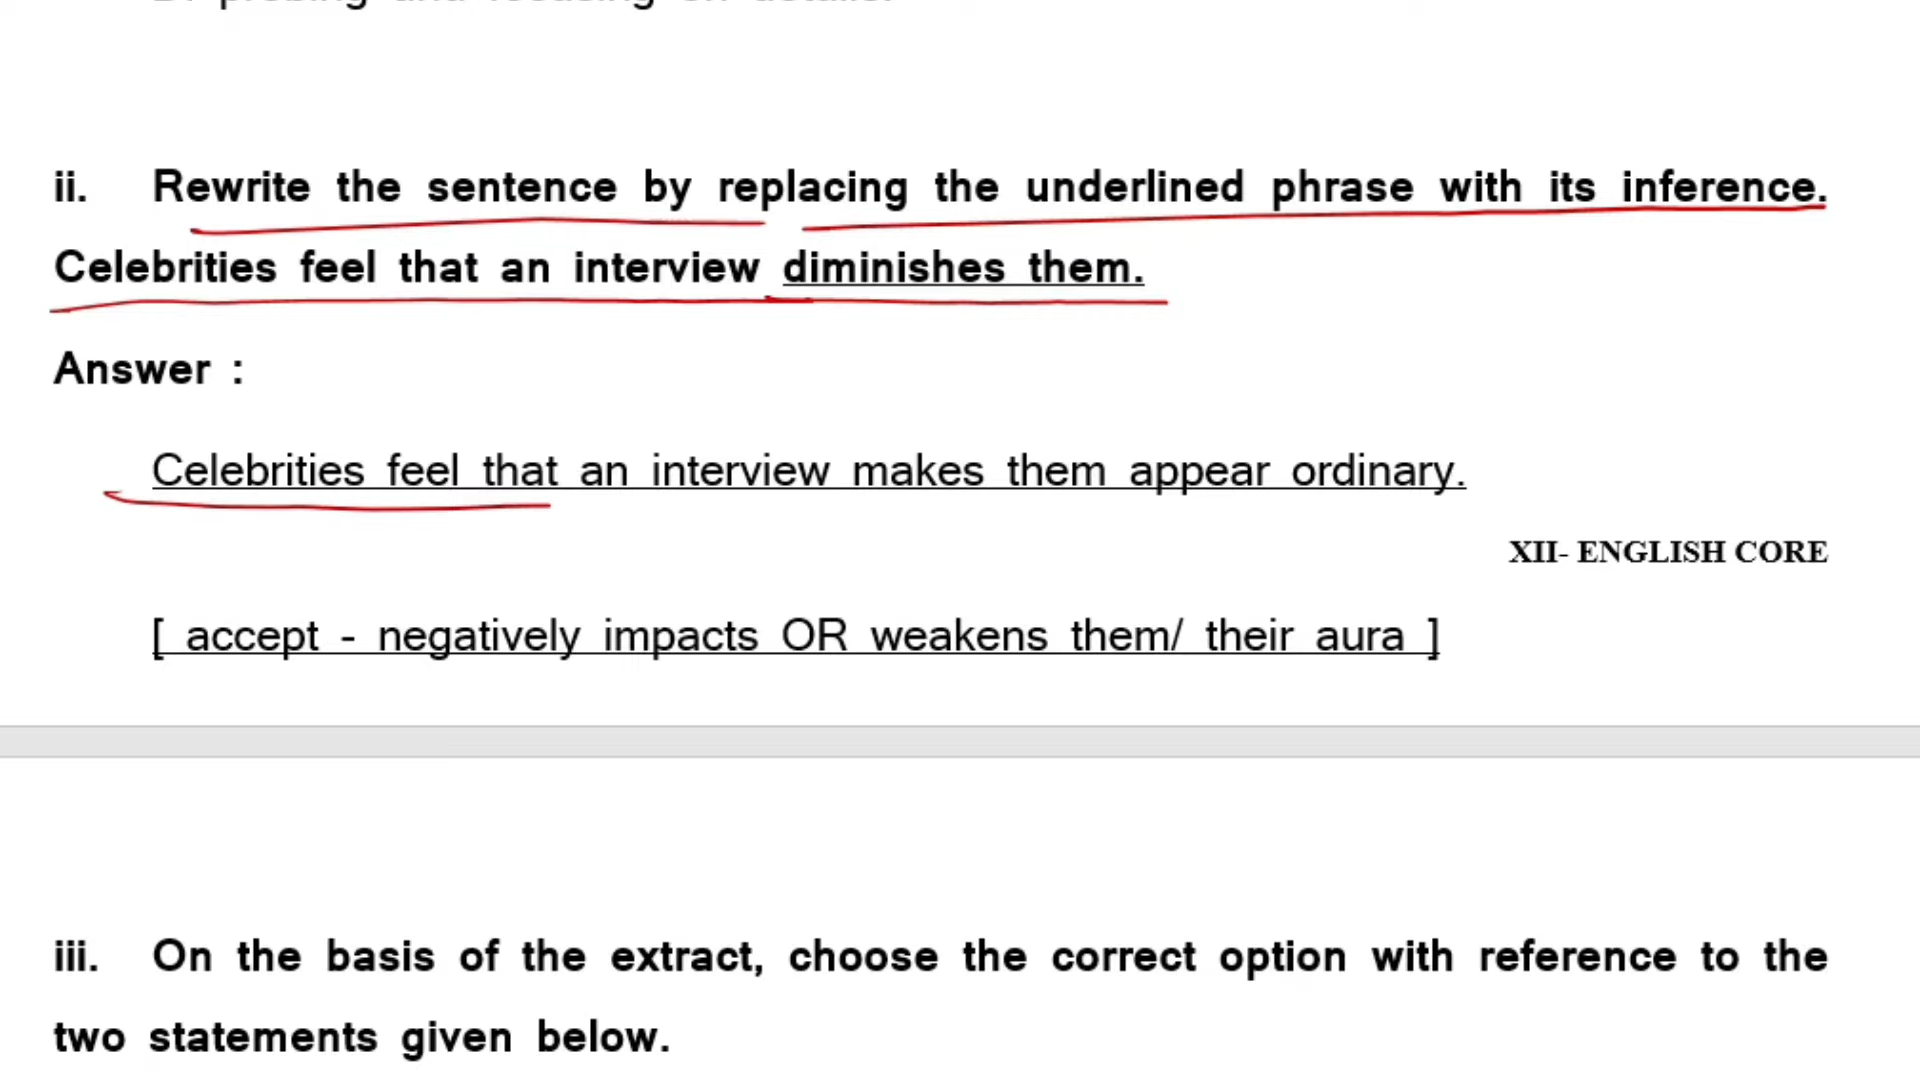 ii. Rewrite the sentence by replacing the underlined phrase with its inference.
Celebrities feel that an interview diminishes them.
Answer :
Celebrities feel that an interview makes them appear ordinary.
XII- ENGLISH CORE
[ accept - negatively impacts OR weakens them/ their aura ]
iii. On the basis of the extract, choose the correct option with reference to the
two statements given below.